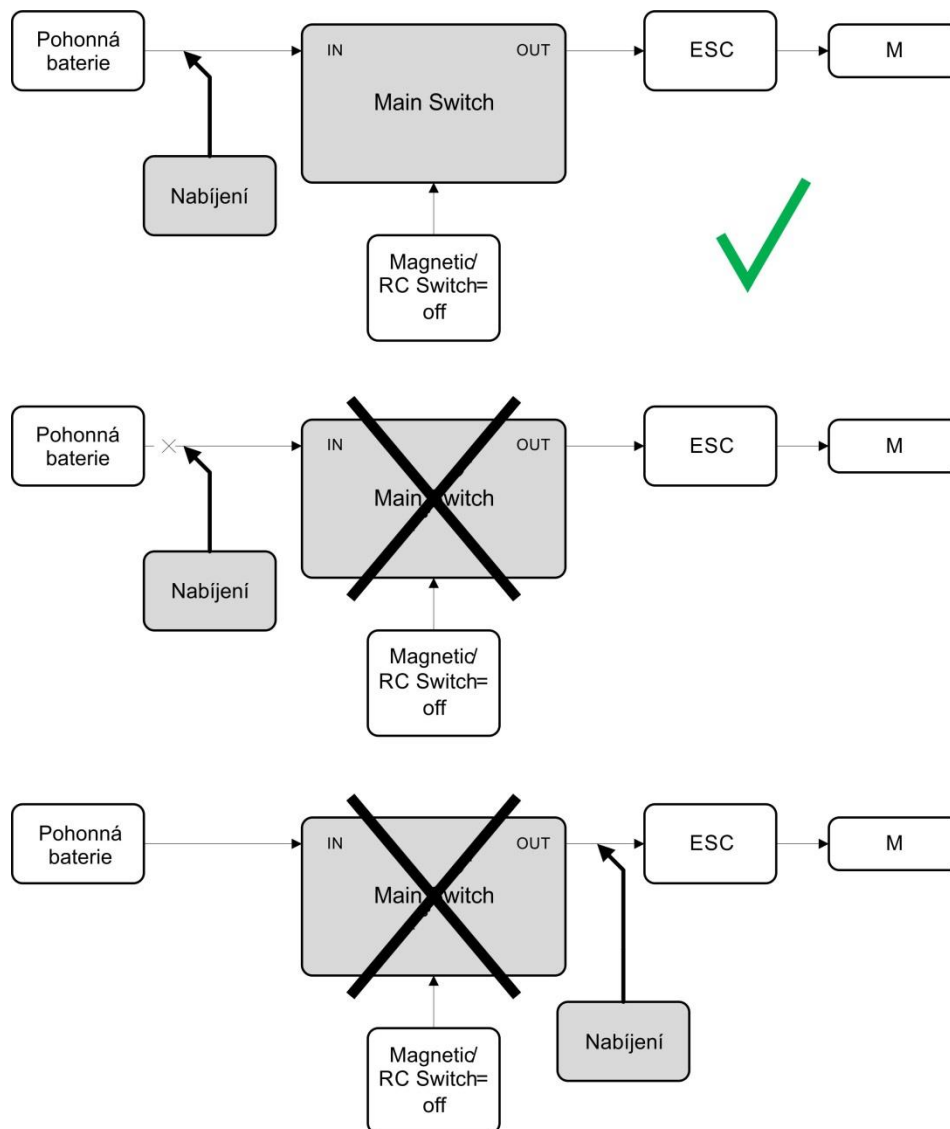 Pohonná
baterie
IN
OUT
ESC
M
Main Switch
Nabíjení
Magnetic/
RC Switch=
off
Pohonná
baterie
IN
OUT
ESC
M
Main Switch
Nabíjení
Magnetic/
RC Switch=
off
Pohonná
baterie
IN
OUT
ESC
M
Main Switch
Nabíjení
Magnetic/
RC Switch=
off